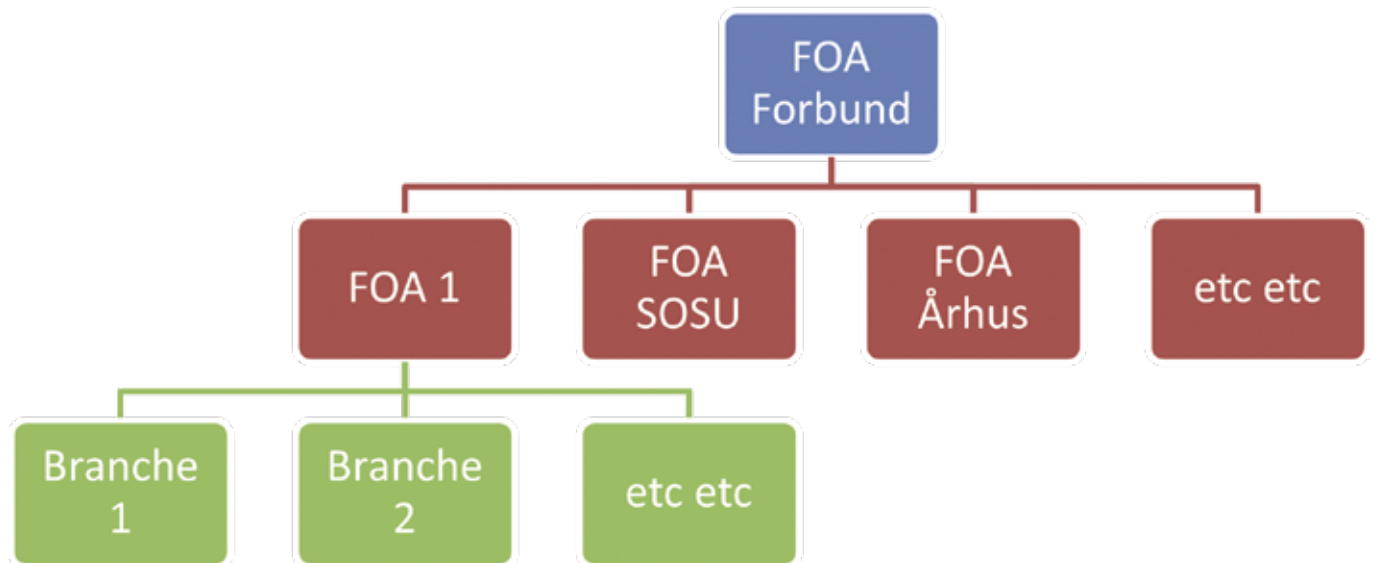 FOA
Forbund
FOA 1
FOA
SOSU
FOA
Århus
etc etc
Branche
1
Branche
2
etc etc